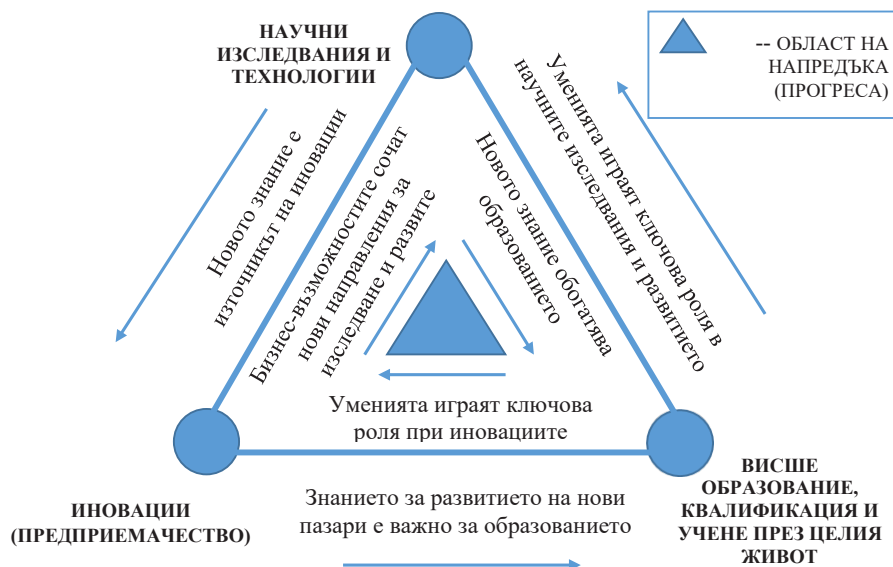 НАУЧНИ
ИЗСЛЕДВАНИЯ И
ТЕХНОЛОГИИ
-- ОБЛАСТ НА
НАПРЕДЪКА
(ПРОГРЕСА)
Новото знание е
източникът на иновации
Бизнес-възможностите сочат
нови направления за
изследване и развите
Новото знание обогатява
образованието
Уменията играят ключова роля в
научните изследвания и развитието
Уменията играят ключова
роля при иновациите
ИНОВАЦИИ
(ПРЕДПРИЕМАЧЕСТВО)
Знанието за развитието на нови
пазари е важно за образованието
ВИСШЕ
ОБРАЗОВАНИЕ,
КВАЛИФИКАЦИЯ И
УЧЕНЕ ПРЕЗ ЦЕЛИЯ
ЖИВОТ